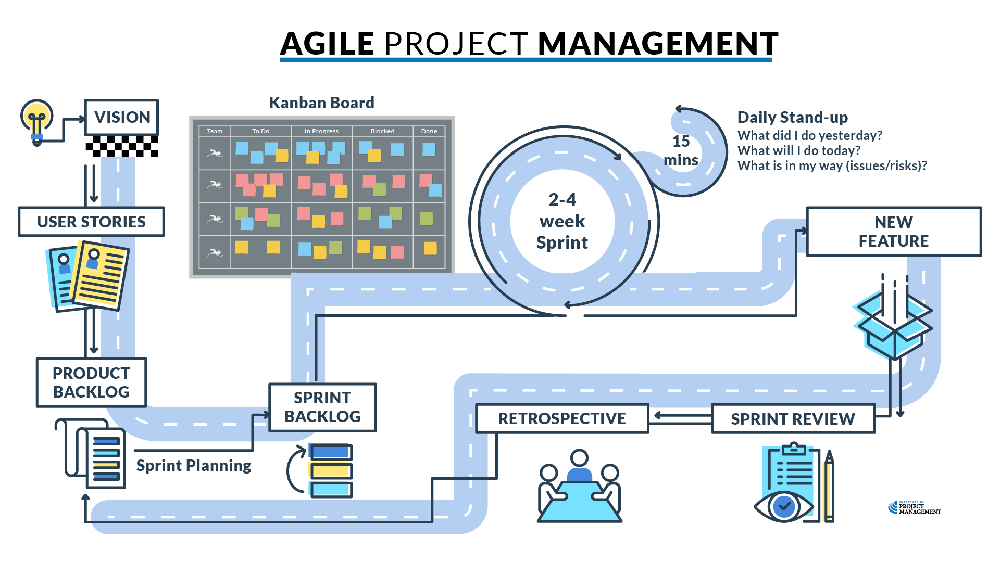 AGILE PROJECT MANAGEMENT
VISION
Kanban Board
Team
To Do
In Progress
Blocked
Done
15
mins
Daily Stand-up
What did I do yesterday?
What will I do today?
What is in my way (issues/risks)?
2-4
week
Sprint
USER STORIES
NEW
FEATURE
PRODUCT
BACKLOG
SPRINT
BACKLOG
RETROSPECTIVE
SPRINT REVIEW
Sprint Planning
INSTITUTE OF
PROJECT
MANAGEMENT